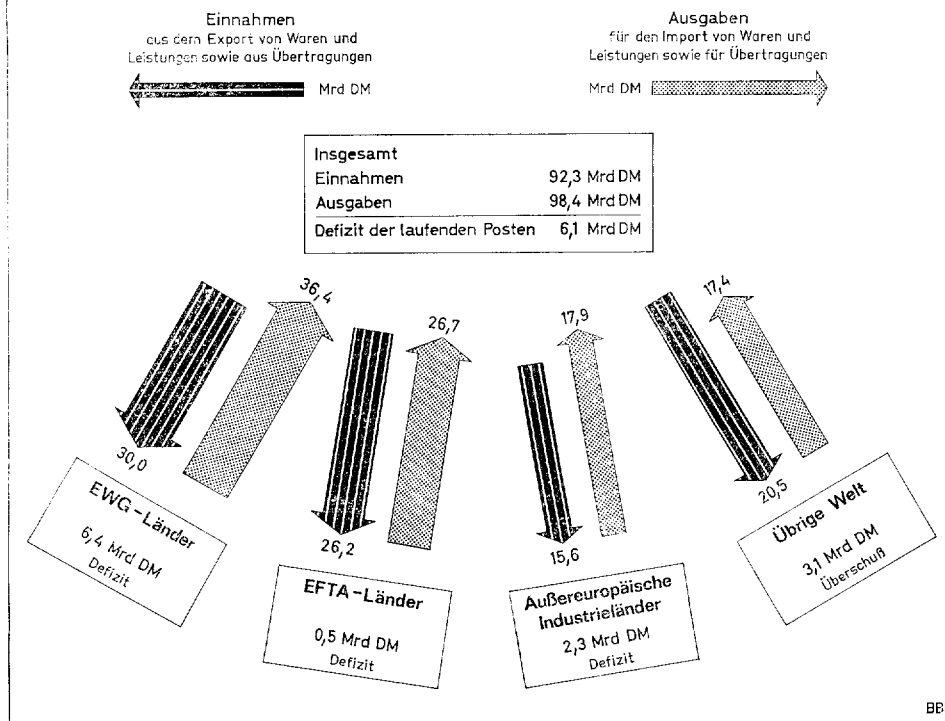 Einnahmen
aus dem Export von Waren und
Leistungen sowie aus Übertragungen
Mrd DM
Ausgaben
für den Import von Waren und
Leistungen sowie für Übertragungen
Mrd DM
Insgesamt
Einnahmen 92,3 Mrd DM
Ausgaben 98,4 Mrd DM
Defizit der laufenden Posten 6,1 Mrd DM
36,4
30,0
EWG-Länder
6,4 Mrd DM
Defizit
26,7
26,2
EFTA-Länder
0,5 Mrd DM
Defizit
17,9
15,6
Außereuropäische
Industrieländer
2,3 Mrd DM
Defizit
17,4
20,5
Übrige Welt
3,1 Mrd DM
Überschuß
BB